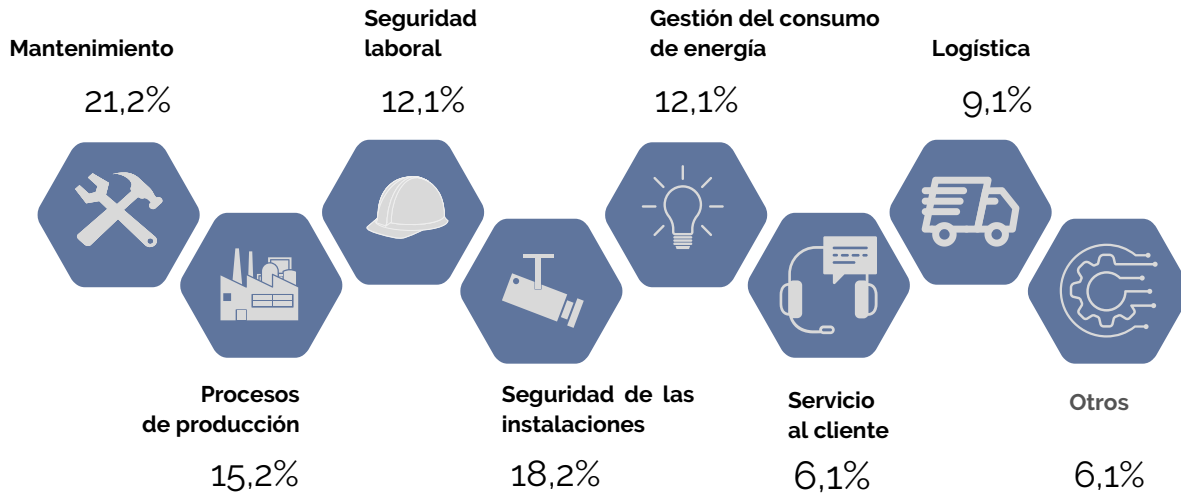 Mantenimiento
21,2%
Seguridad
laboral
12,1%
Gestión del consumo
de energía
12,1%
Logística
9,1%
Procesos
de producción
15,2%
Seguridad de las
instalaciones
18,2%
Servicio
al cliente
6,1%
Otros
6,1%